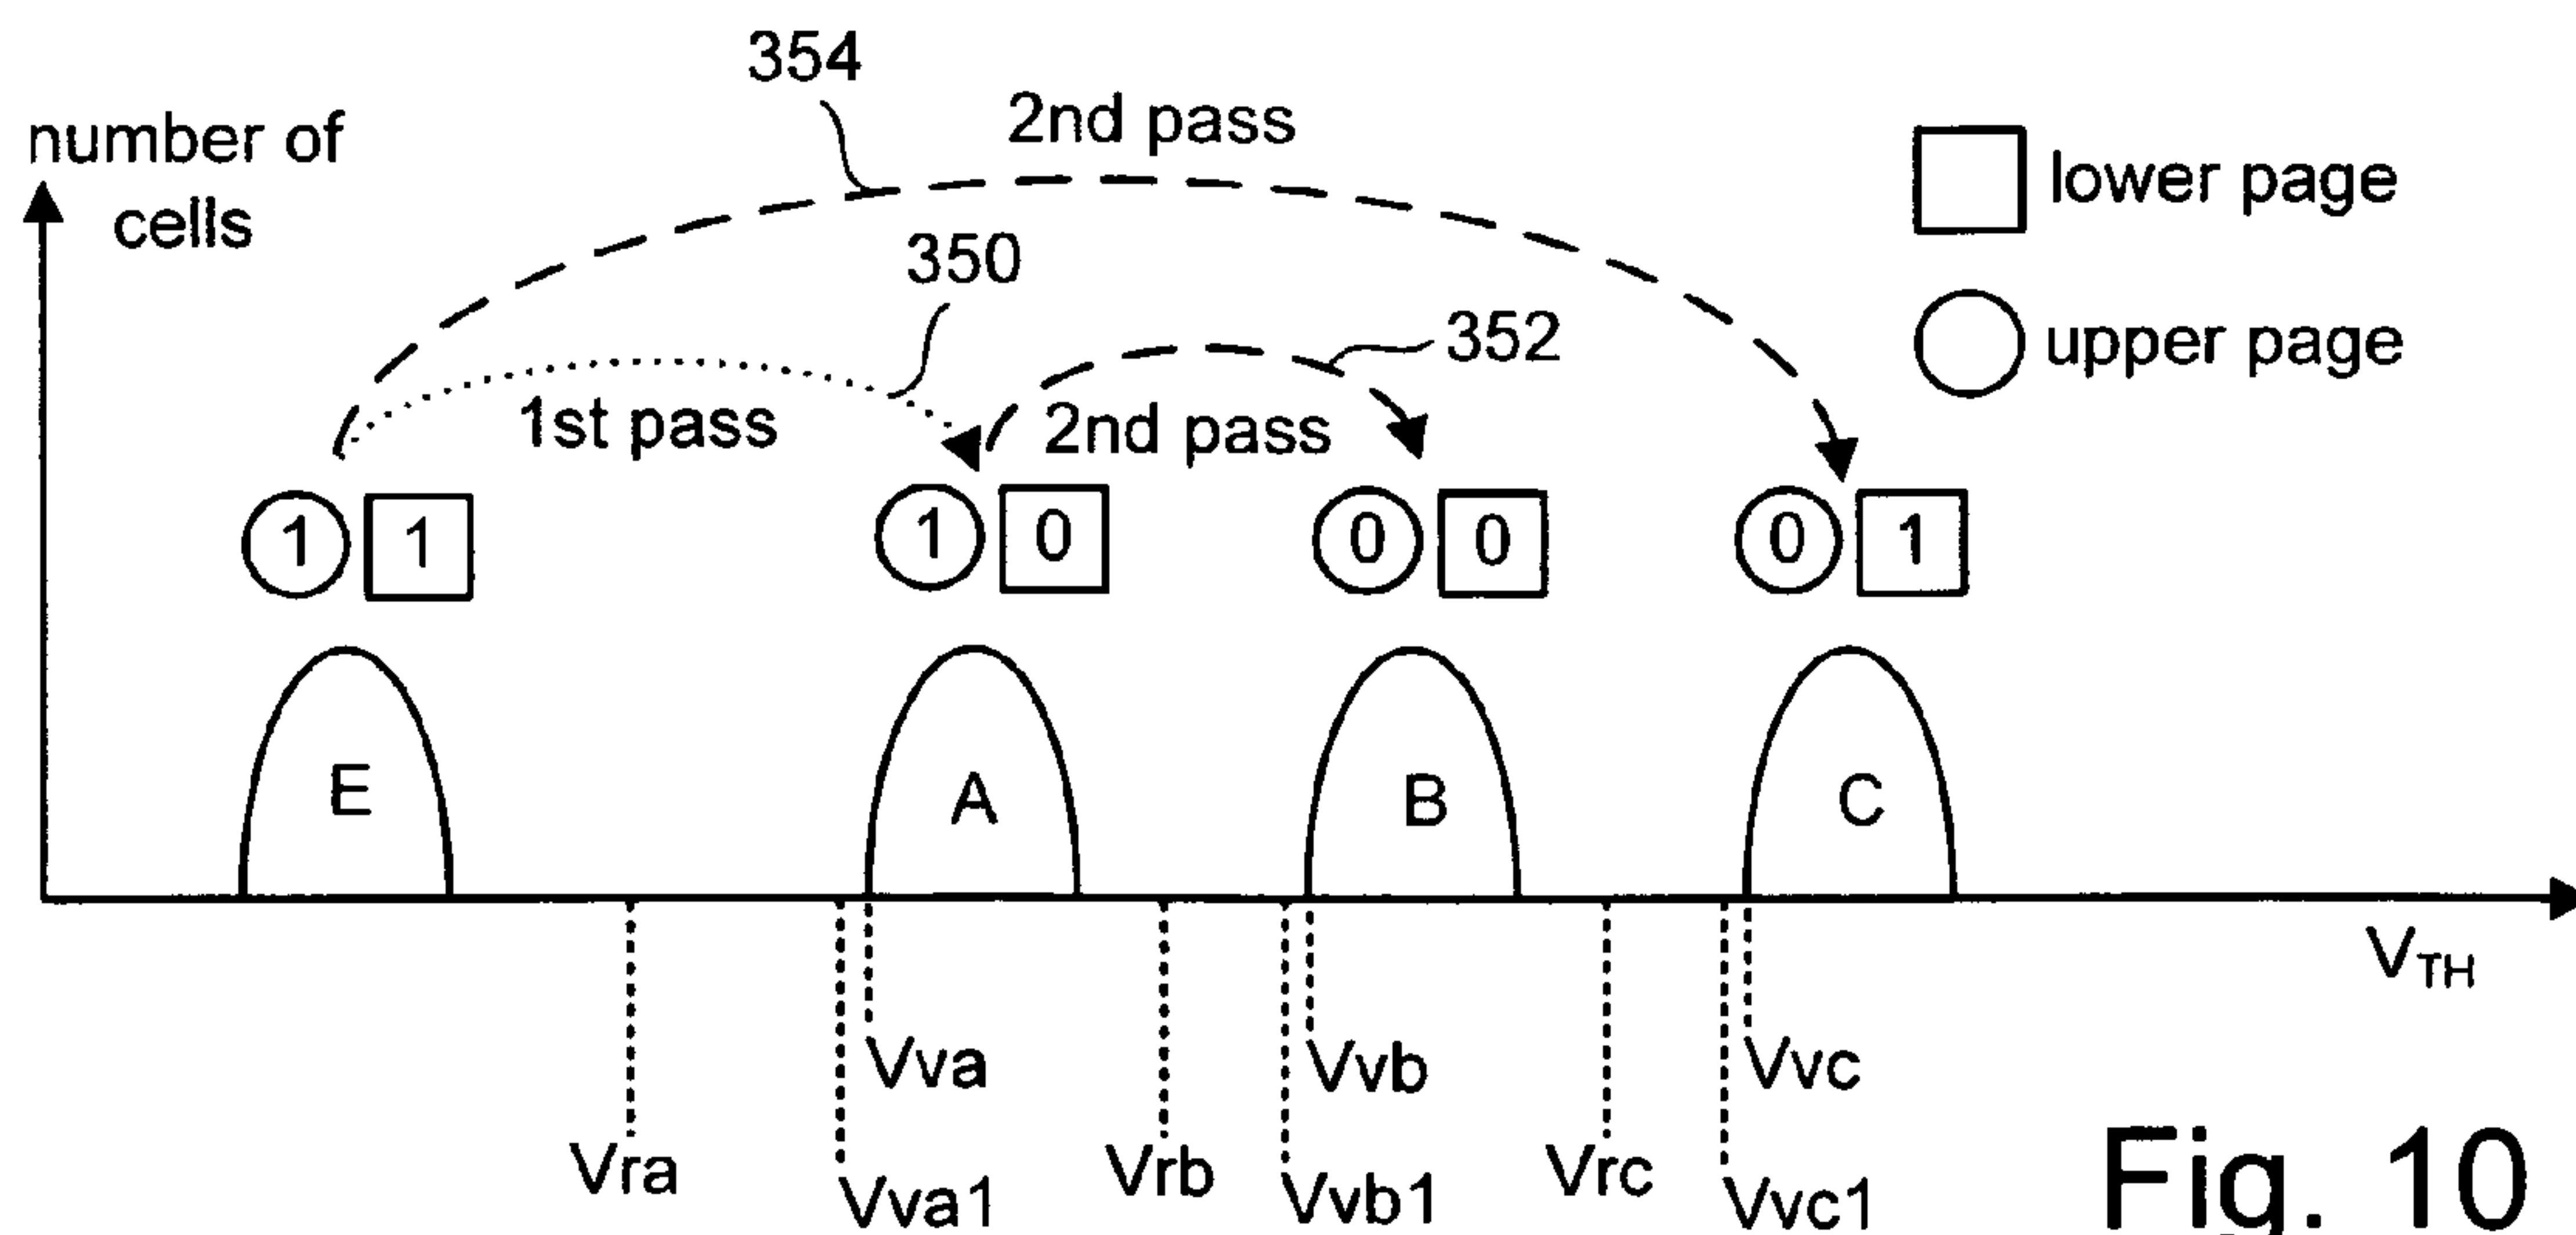 354
2nd pass
number of
cells
lower page
350
352
upper page
1st pass
2nd pass
1 1
1 0
0 0
0 1
E
A
B
C
VTH
Vva
Vvb
Vvc
Vra
Vrb
Vrc
Vva1
Vvb1
Vvc1
Fig. 10